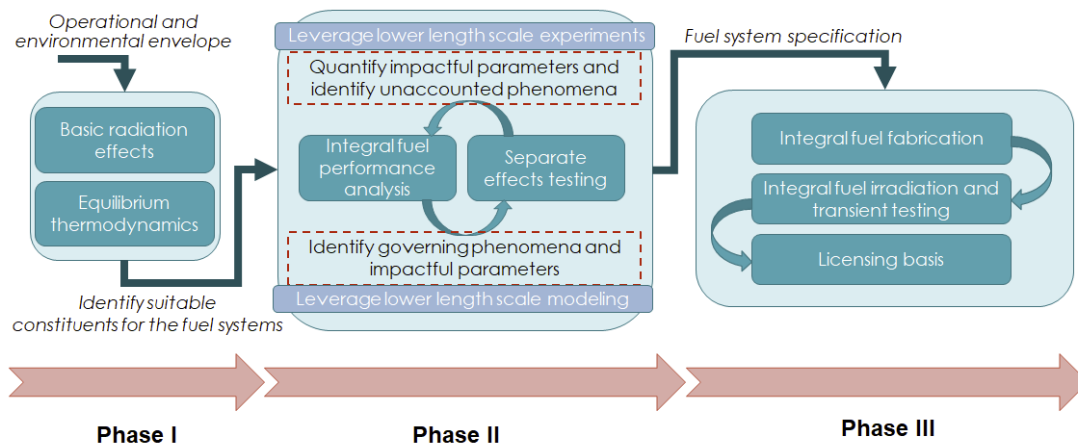 Operational and
environmental envelope
Basic radiation
effects
Equilibrium
thermodynamics
Identify suitable
constituents for the fuel systems
Leverage lower length scale experiments
Quantify impactful parameters and
identify unaccounted phenomena
Integral fuel
performance
analysis
Separate
effects testing
Identify governing phenomena and
impactful parameters
Leverage lower length scale modeling
Fuel system specification
Integral fuel fabrication
Integral fuel irradiation and
transient testing
Licensing basis
Phase I
Phase II
Phase III